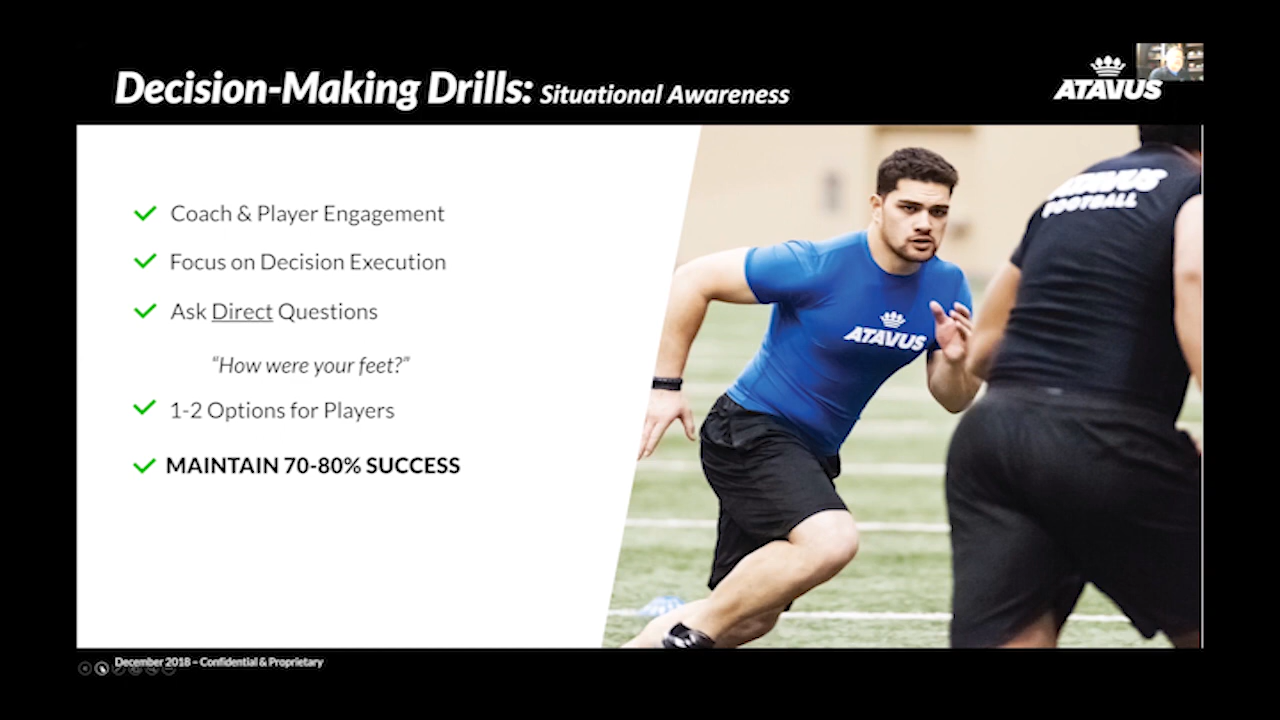 Decision-Making Drills: Situational Awareness
ATAVUS
Coach & Player Engagement
Focus on Decision Execution
Ask Direct Questions
“How were your feet?”
1-2 Options for Players
MAINTAIN 70-80% SUCCESS
ATAVUS
ATAVUS
FOOTBALL
December 2018 – Confidential & Proprietary